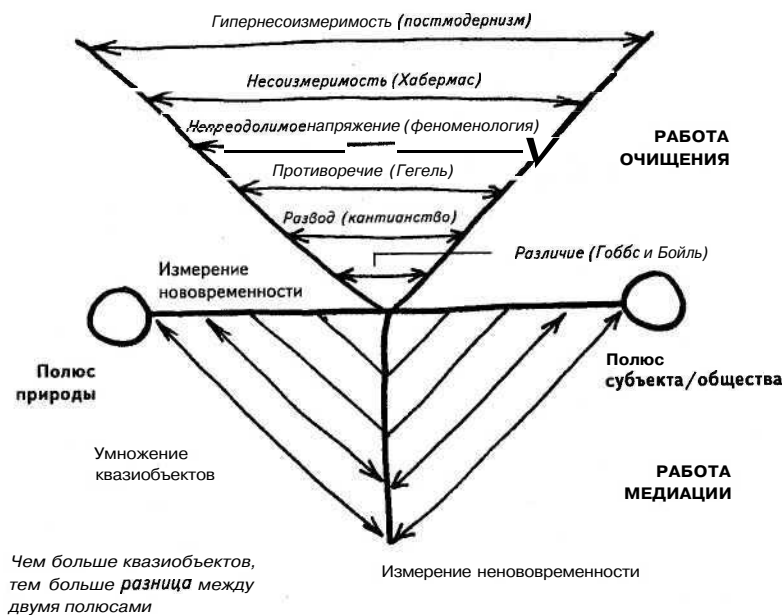 Гипернесоизмеримость (постмодернизм)
Несоизмеримость (Хабермас)
Непреодолимое напряжение (феноменология)
РАБОТА
ОЧИЩЕНИЯ
Противоречие (Гегель)
Развод (кантианство)
Различие (Гоббс и Бойль)
Измерение
нововременности
Полюс
природы
Полюс
субъекта/общества
Умножение
квазиобъектов
РАБОТА
МЕДИАЦИИ
Чем больше квазиобъектов,
тем больше разница между
двумя полюсами
Измерение ненововременности